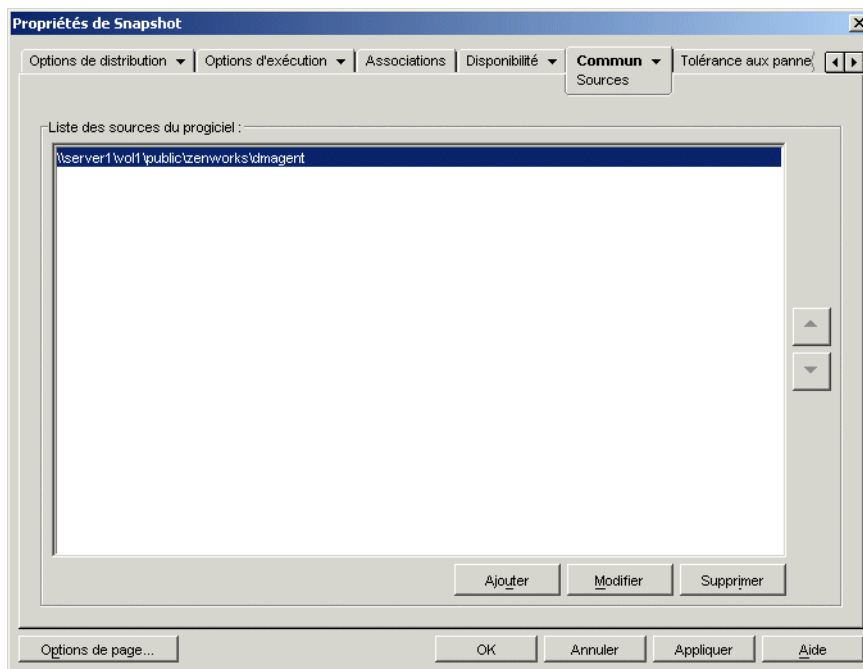 Propriétés de Snapshot
Options de distribution Options d'exécution Associations Disponibilité Commun Tolérance aux panne
Sources
Liste des sources du progiciel :
\\server1\vol1\public\zenworks\dmagent
Ajouter Modifier Supprimer
Options de page... OK Annuler Appliquer Aide